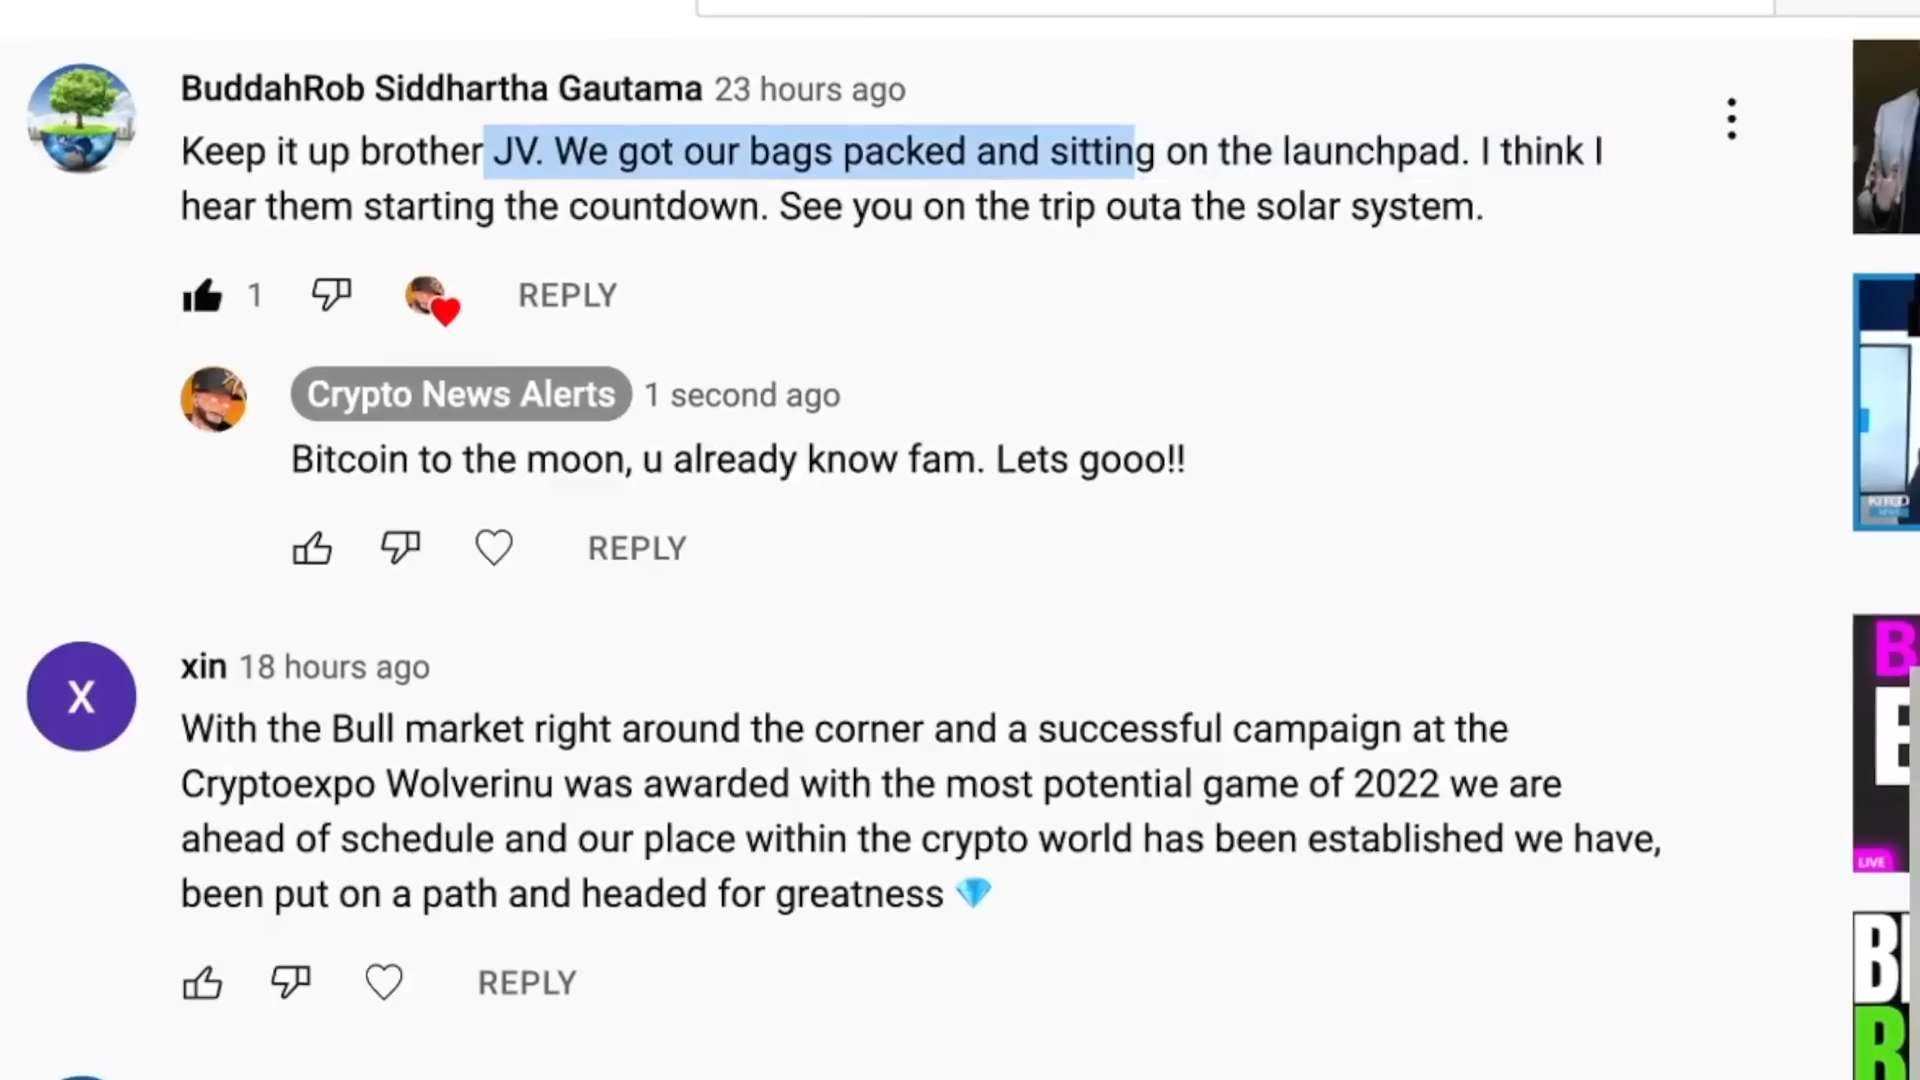 BuddahRob Siddhartha Gautama 23 hours ago
Keep it up brother JV. We got our bags packed and sitting on the launchpad. I think I
hear them starting the countdown. See you on the trip outa the solar system.
1 REPLY
Crypto News Alerts 1 second ago
Bitcoin to the moon, u already know fam. Lets gooo!!
REPLY
X
xin 18 hours ago
With the Bull market right around the corner and a successful campaign at the
Cryptoexpo Wolverinu was awarded with the most potential game of 2022 we are
ahead of schedule and our place within the crypto world has been established we have,
been put on a path and headed for greatness 💎
REPLY
KITCO
NEWS
B
E
LIVE
B
B